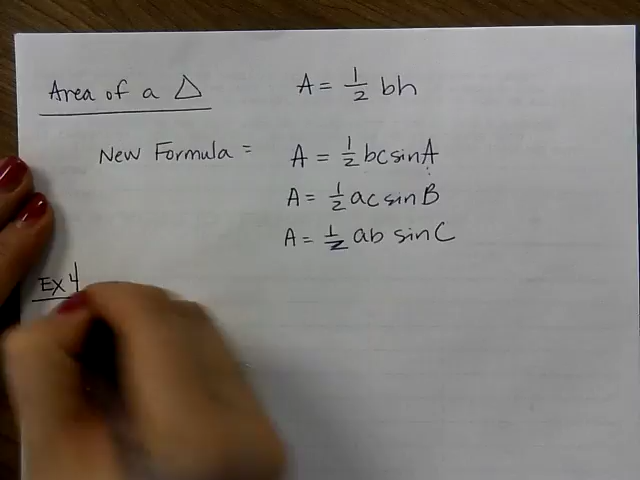 Area of a △ A = 1/2 bh
New Formula = A = 1/2 bc sin A
A = 1/2 ac sin B
A = 1/2 ab sin C
Ex 4